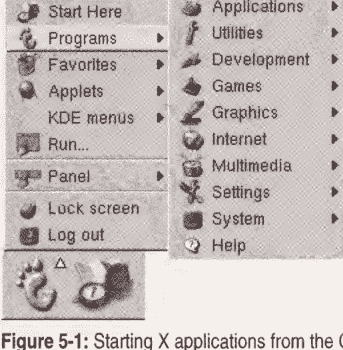 Start Here
Programs
Favorites
Applets
KDE menus
Run...
Panel
Lock screen
Log out
Applications
Utilities
Development
Games
Graphics
Internet
Multimedia
Settings
System
Help
Figure 5-1: Starting X applications from the